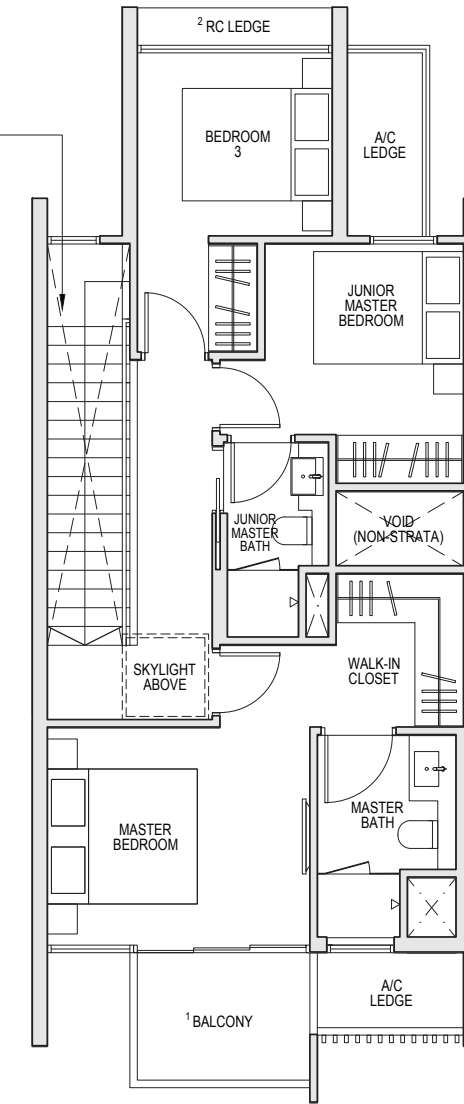 2 RC LEDGE
BEDROOM
3
A/C
LEDGE
JUNIOR
MASTER
BEDROOM
VOID
(NON-STRATA)
JUNIOR
MASTER
BATH
SKYLIGHT
ABOVE
WALK-IN
CLOSET
MASTER
BEDROOM
MASTER
BATH
A/C
LEDGE
1 BALCONY